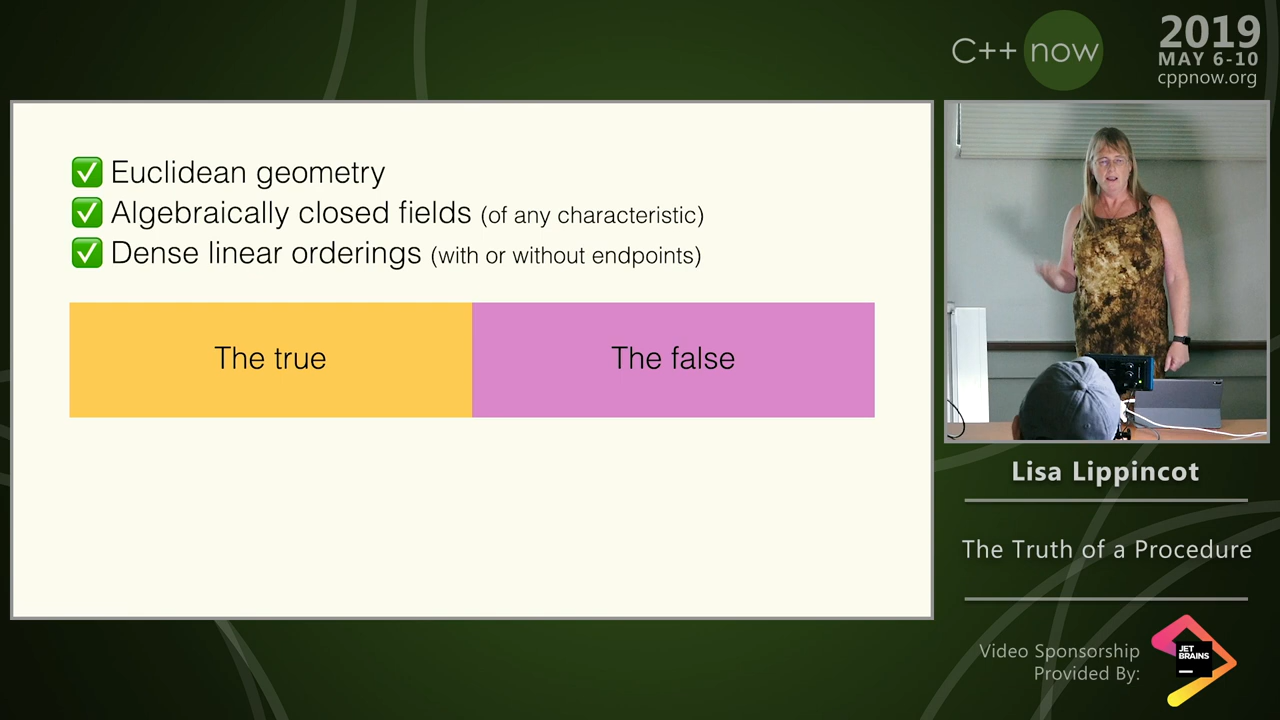 C++ now
2019
MAY 6-10
cppnow.org
✅ Euclidean geometry
✅ Algebraically closed fields (of any characteristic)
✅ Dense linear orderings (with or without endpoints)
The true
The false
Lisa Lippincot
The Truth of a Procedure
Video Sponsorship
Provided By:
JET
BRAINS